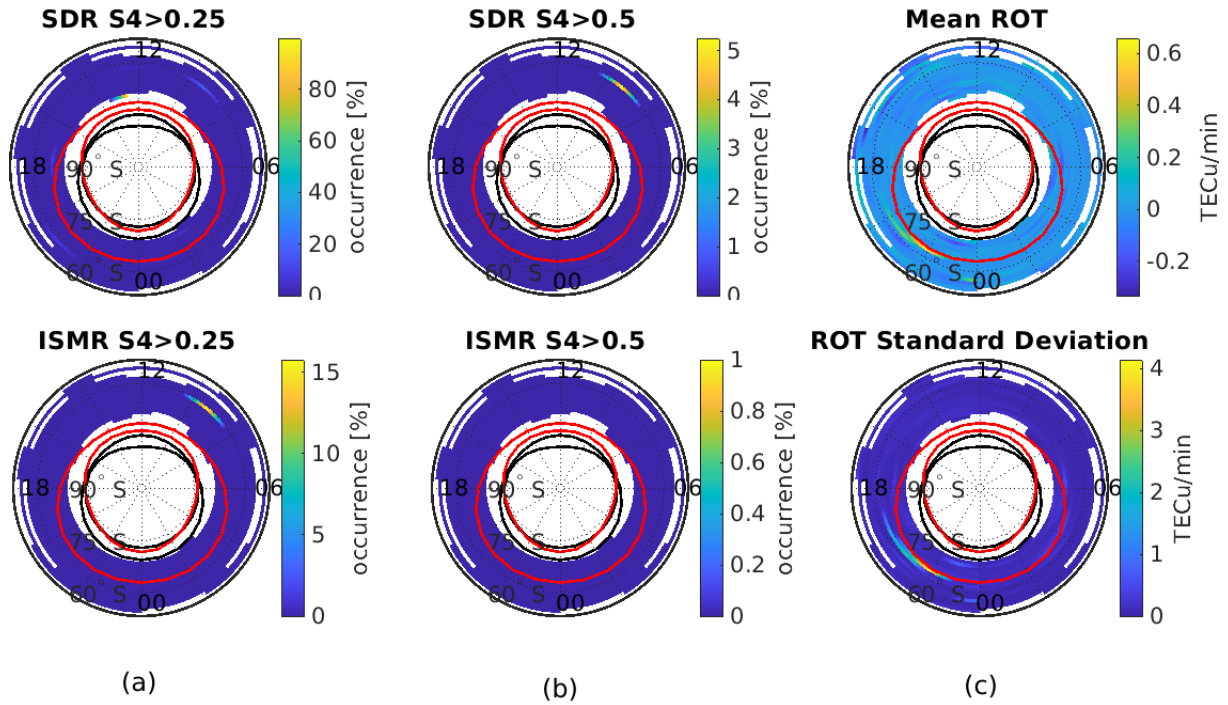 SDR S4>0.25
12
18
06
90° S
75° S
60° S
00
80
60
40
20
0
occurrence [%]
SDR S4>0.5
12
18
06
90° S
75° S
60° S
00
5
4
3
2
1
0
occurrence [%]
Mean ROT
12
18
06
90° S
75° S
60° S
00
0.6
0.4
0.2
0
-0.2
TECu/min
ISMR S4>0.25
12
18
06
90° S
75° S
60° S
00
15
10
5
0
occurrence [%]
ISMR S4>0.5
12
18
06
90° S
75° S
60° S
00
1
0.8
0.6
0.4
0.2
0
occurrence [%]
ROT Standard Deviation
12
18
06
90° S
75° S
60° S
00
4
3
2
1
0
TECu/min
(a)
(b)
(c)